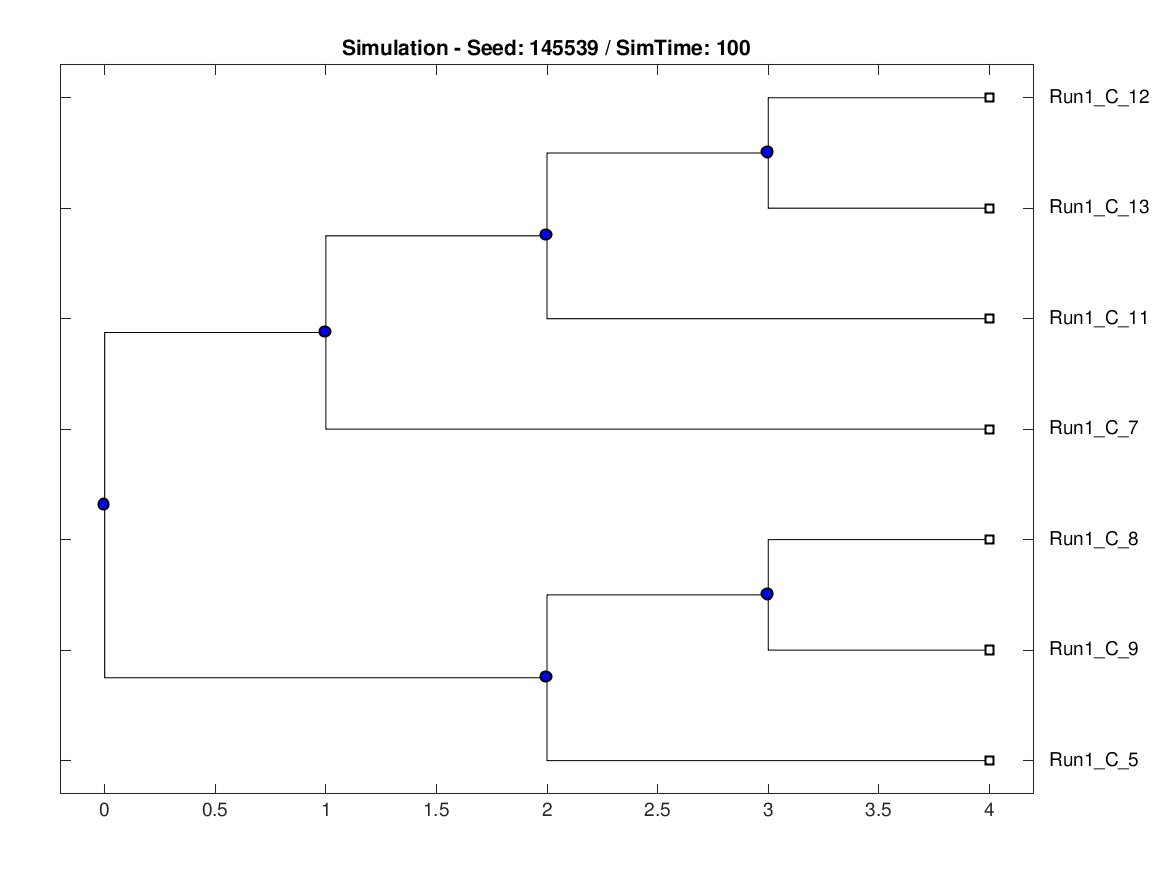 Simulation - Seed: 145539 / SimTime: 100
Run1_C_12
Run1_C_13
Run1_C_11
Run1_C_7
Run1_C_8
Run1_C_9
Run1_C_5
0 0.5 1 1.5 2 2.5 3 3.5 4